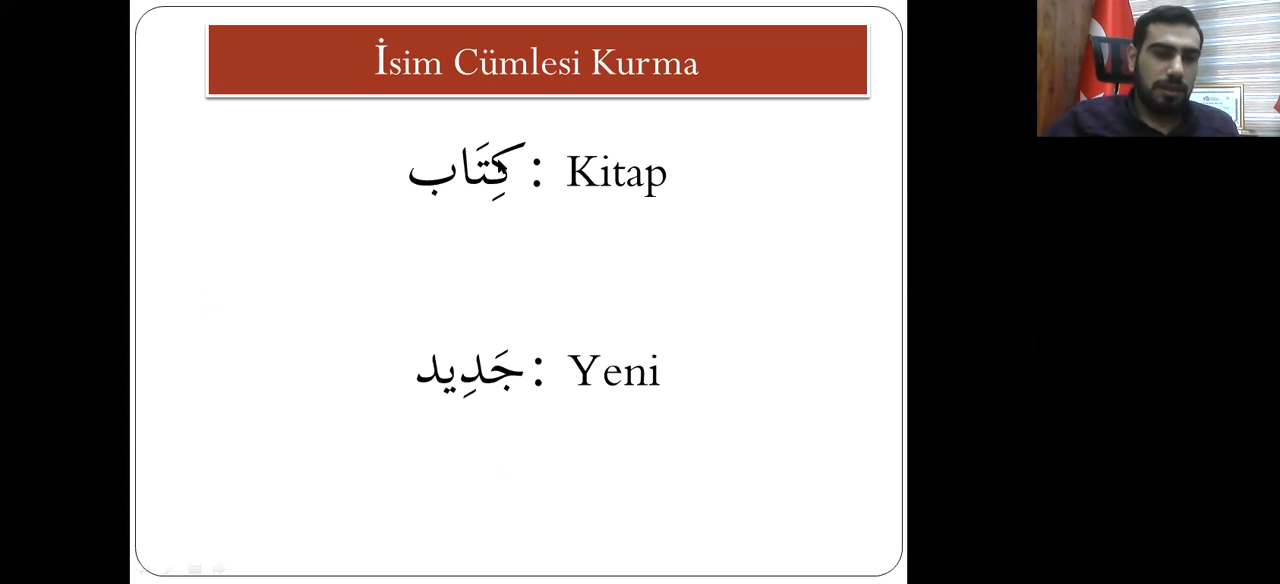 İsim Cümlesi Kurma
كِتَاب : Kitap
جَدِيد : Yeni